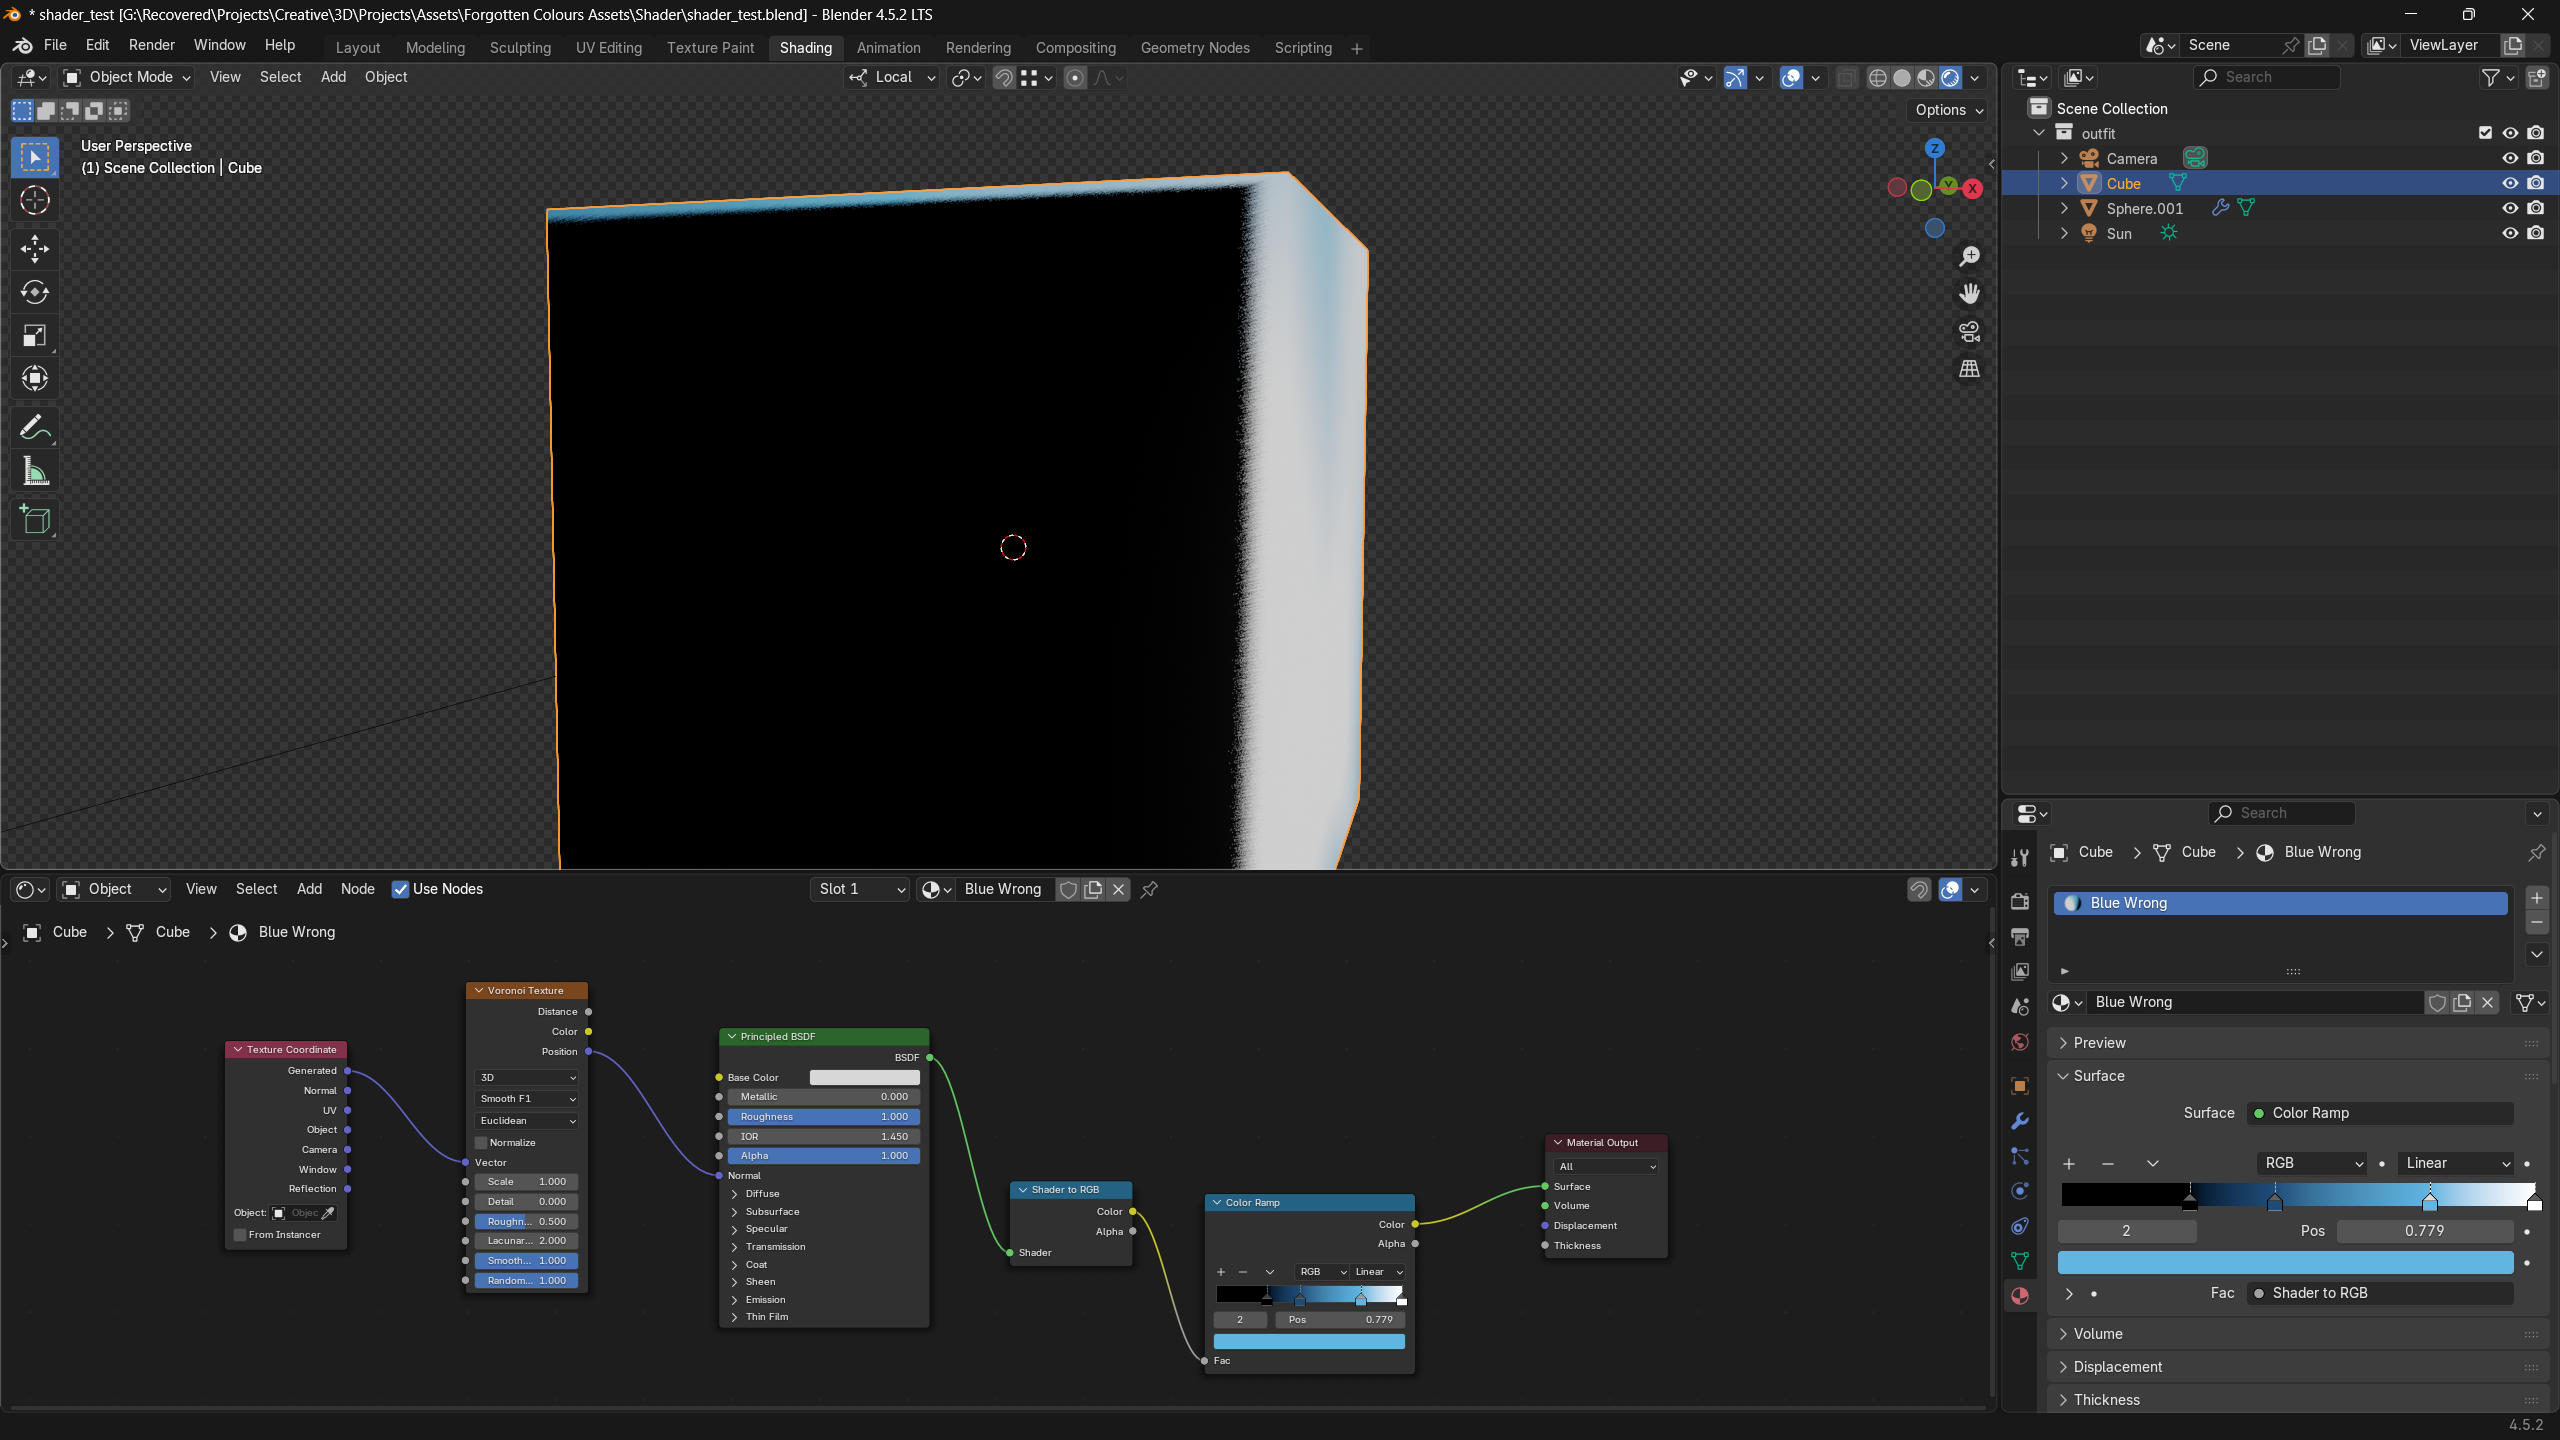 * shader_test [G:\Recovered\Projects\Creative\3D\Projects\Assets\Forgotten Colours Assets\Shader\shader_test.blend] - Blender 4.5.2 LTS
File Edit Render Window Help Layout Modeling Sculpting UV Editing Texture Paint Shading Animation Rendering Compositing Geometry Nodes Scripting + Scene ViewLayer
Object Mode View Select Add Object Local Search
Options
User Perspective
(1) Scene Collection | Cube
Z
Y
X
Scene Collection
outfit
Camera
Cube
Sphere.001
Sun
Search
Cube > Cube > Blue Wrong
Blue Wrong
Blue Wrong
Preview
Surface
Surface Color Ramp
RGB Linear
2 Pos 0.779
Fac Shader to RGB
Volume
Displacement
Thickness
4.5.2
Object View Select Add Node Use Nodes Slot 1 Blue Wrong
Cube > Cube > Blue Wrong
Texture Coordinate
Generated
Normal
UV
Object
Camera
Window
Reflection
Object: Objec
From Instancer
Voronoi Texture
Distance
Color
Position
3D
Smooth F1
Euclidean
Normalize
Vector
Scale 1.000
Detail 0.000
Roughn... 0.500
Lacunar... 2.000
Smooth... 1.000
Random... 1.000
Principled BSDF
BSDF
Base Color
Metallic 0.000
Roughness 1.000
IOR 1.450
Alpha 1.000
Normal
Diffuse
Subsurface
Specular
Transmission
Coat
Sheen
Emission
Thin Film
Shader to RGB
Color
Alpha
Shader
Color Ramp
Color
Alpha
RGB Linear
2 Pos 0.779
Fac
Material Output
All
Surface
Volume
Displacement
Thickness